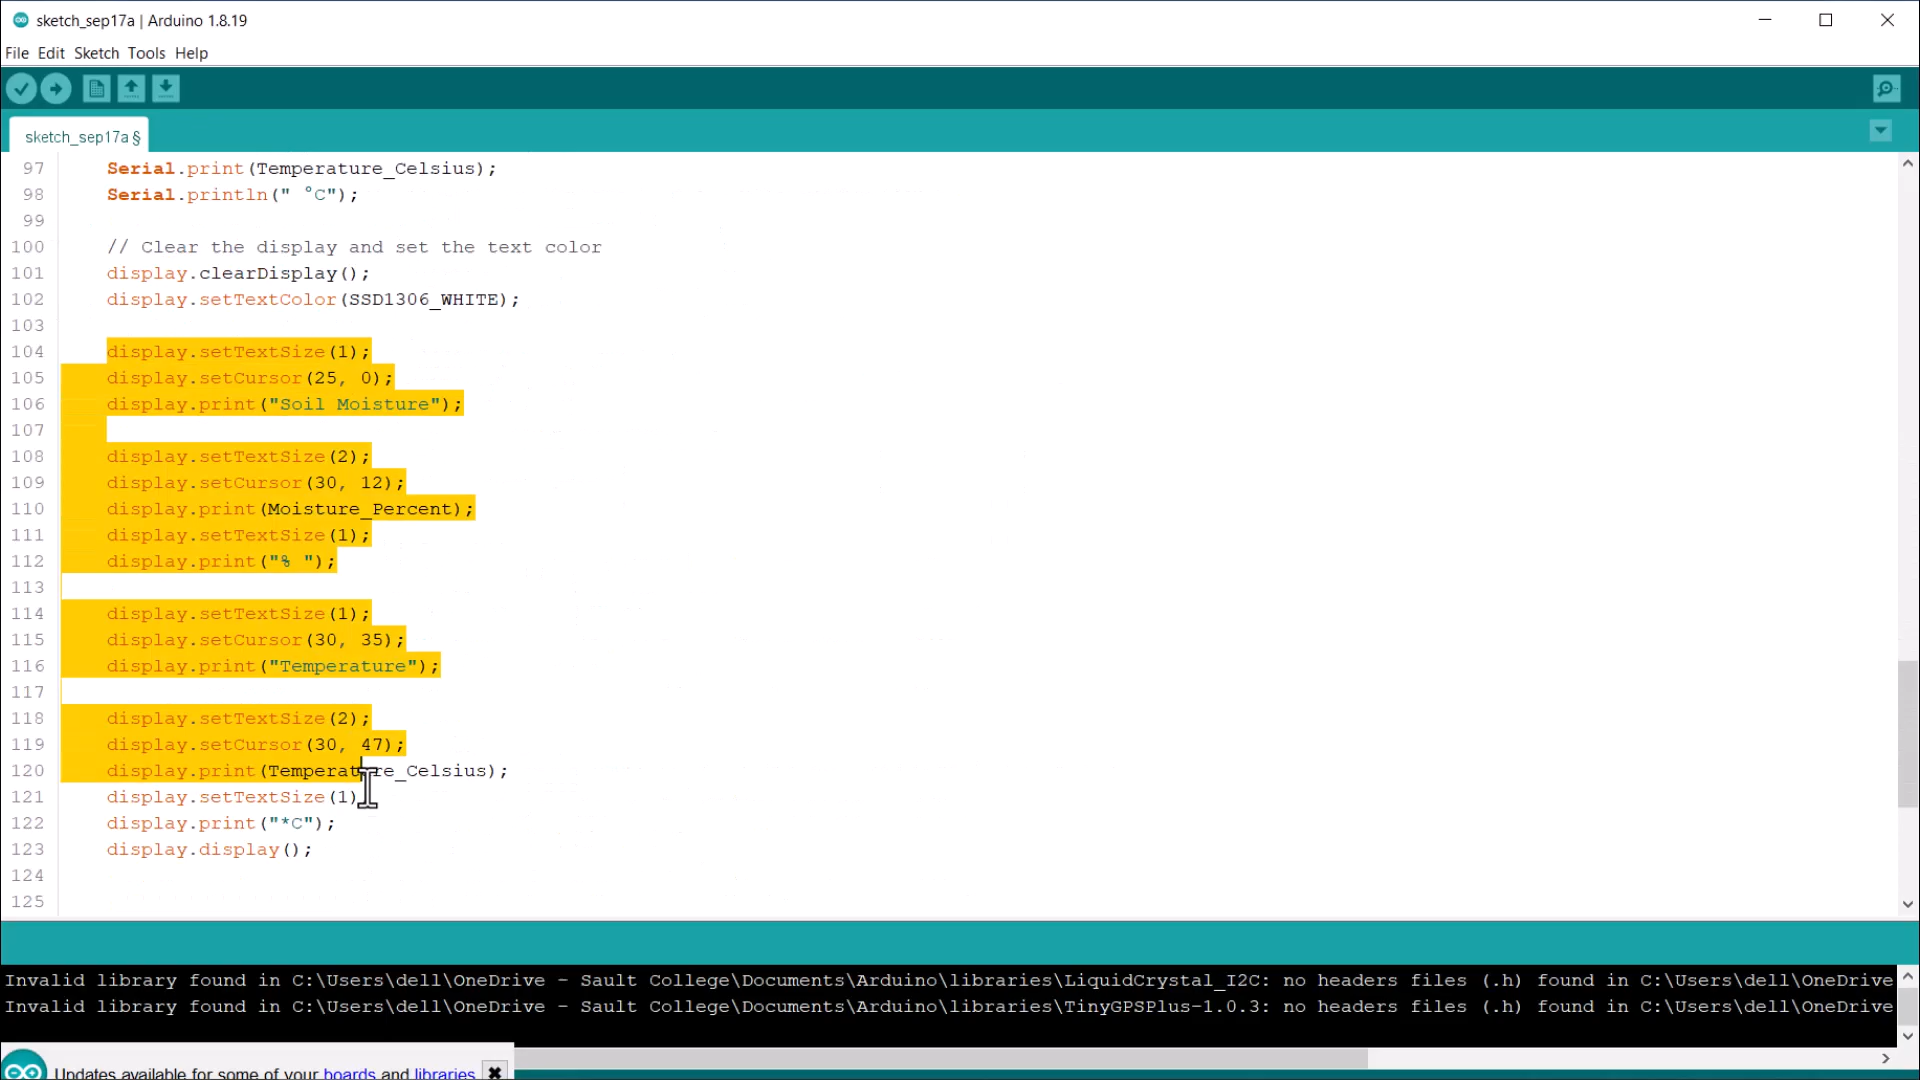 sketch_sep17a | Arduino 1.8.19
File Edit Sketch Tools Help
sketch_sep17a §
97 Serial.print(Temperature_Celsius);
98 Serial.println(" °C");
99
100 // Clear the display and set the text color
101 display.clearDisplay();
102 display.setTextColor(SSD1306_WHITE);
103
104 display.setTextSize(1);
105 display.setCursor(25, 0);
106 display.print("Soil Moisture");
107
108 display.setTextSize(2);
109 display.setCursor(30, 12);
110 display.print(Moisture_Percent);
111 display.setTextSize(1);
112 display.print("% ");
113
114 display.setTextSize(1);
115 display.setCursor(30, 35);
116 display.print("Temperature");
117
118 display.setTextSize(2);
119 display.setCursor(30, 47);
120 display.print(Temperature_Celsius);
121 display.setTextSize(1)
122 display.print("*C");
123 display.display();
124
125
Invalid library found in C:\Users\dell\OneDrive - Sault College\Documents\Arduino\libraries\LiquidCrystal_I2C: no headers files (.h) found in C:\Users\dell\OneDrive
Invalid library found in C:\Users\dell\OneDrive - Sault College\Documents\Arduino\libraries\TinyGPSPlus-1.0.3: no headers files (.h) found in C:\Users\dell\OneDrive
Updates available for some of your boards and libraries